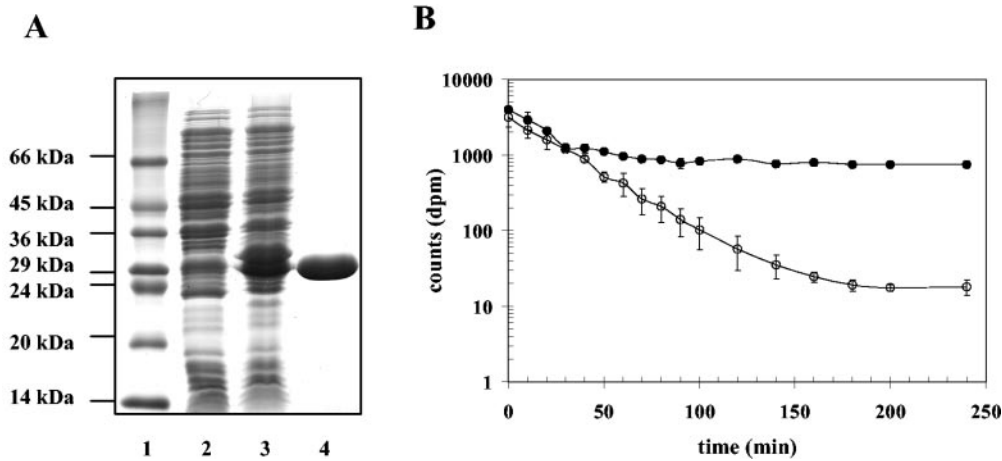 A
66 kDa
45 kDa
36 kDa
29 kDa
24 kDa
20 kDa
14 kDa
1 2 3 4
B
counts (dpm)
10000
1000
100
10
1
0 50 100 150 200 250
time (min)